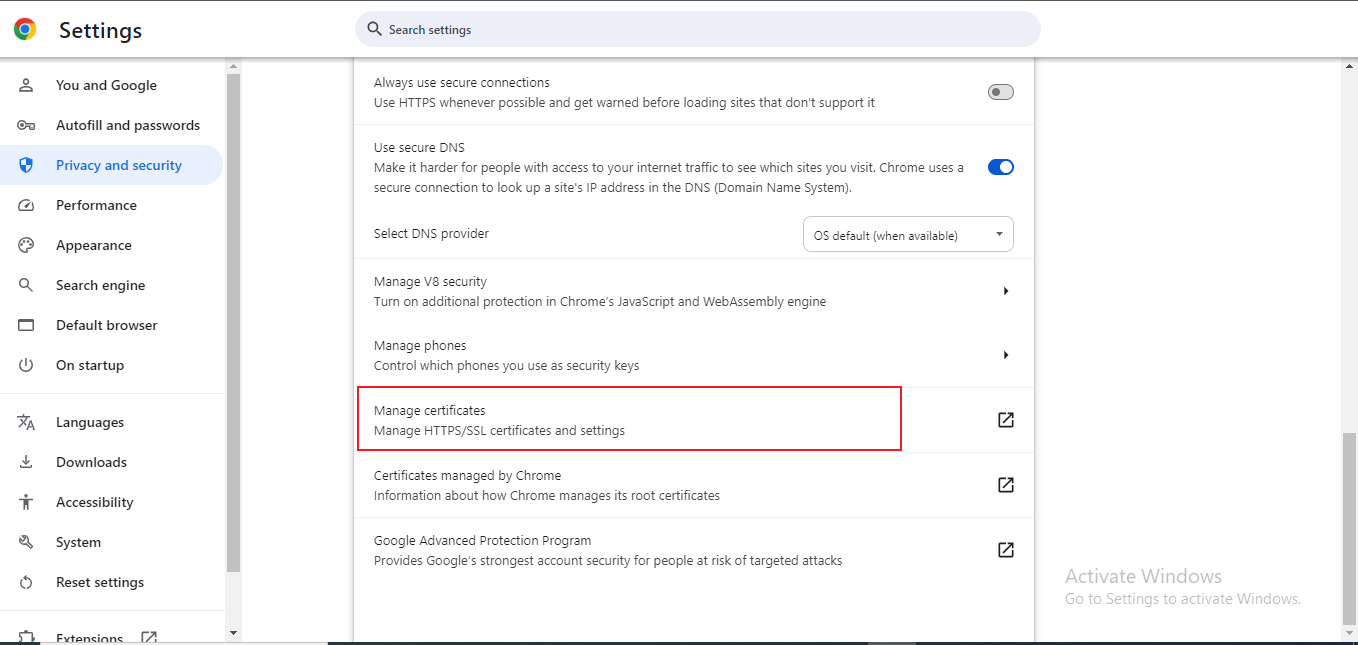 Settings
Search settings
You and Google
Autofill and passwords
Privacy and security
Performance
Appearance
Search engine
Default browser
On startup
Languages
Downloads
Accessibility
System
Reset settings
Extensions
Always use secure connections
Use HTTPS whenever possible and get warned before loading sites that don't support it
Use secure DNS
Make it harder for people with access to your internet traffic to see which sites you visit. Chrome uses a
secure connection to look up a site's IP address in the DNS (Domain Name System).
Select DNS provider
OS default (when available)
Manage V8 security
Turn on additional protection in Chrome's JavaScript and WebAssembly engine
Manage phones
Control which phones you use as security keys
Manage certificates
Manage HTTPS/SSL certificates and settings
Certificates managed by Chrome
Information about how Chrome manages its root certificates
Google Advanced Protection Program
Provides Google's strongest account security for people at risk of targeted attacks
Activate Windows
Go to Settings to activate Windows.